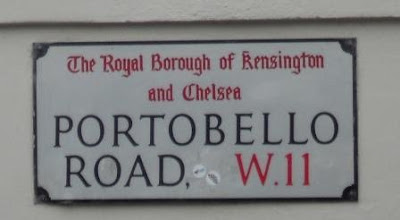 The Royal Borough of Kensington
and Chelsea
PORTOBELLO
ROAD, W.11